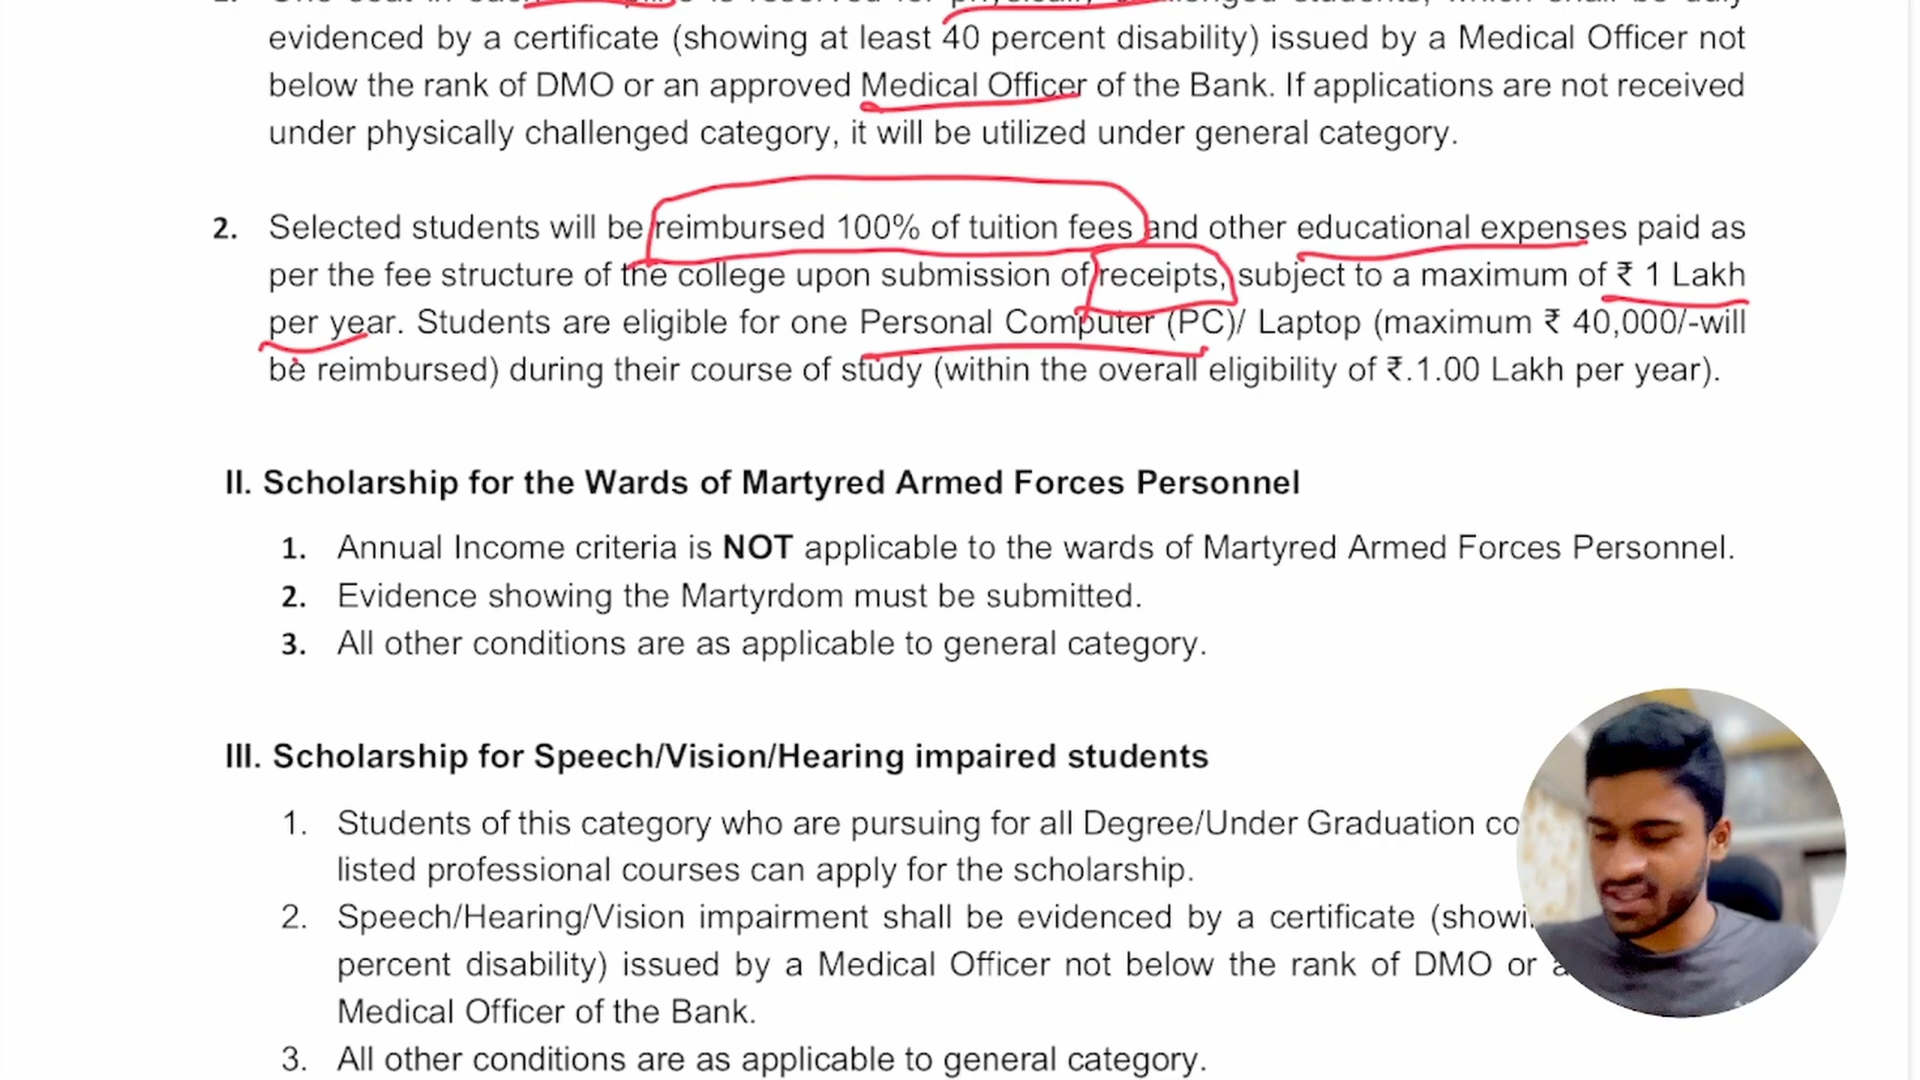 evidenced by a certificate (showing at least 40 percent disability) issued by a Medical Officer not
below the rank of DMO or an approved Medical Officer of the Bank. If applications are not received
under physically challenged category, it will be utilized under general category.
2. Selected students will be reimbursed 100% of tuition fees and other educational expenses paid as
per the fee structure of the college upon submission of receipts, subject to a maximum of ₹ 1 Lakh
per year. Students are eligible for one Personal Computer (PC)/ Laptop (maximum ₹ 40,000/-will
be reimbursed) during their course of study (within the overall eligibility of ₹.1.00 Lakh per year).
II. Scholarship for the Wards of Martyred Armed Forces Personnel
1. Annual Income criteria is NOT applicable to the wards of Martyred Armed Forces Personnel.
2. Evidence showing the Martyrdom must be submitted.
3. All other conditions are as applicable to general category.
III. Scholarship for Speech/Vision/Hearing impaired students
1. Students of this category who are pursuing for all Degree/Under Graduation
listed professional courses can apply for the scholarship.
2. Speech/Hearing/Vision impairment shall be evidenced by a certificate
percent disability) issued by a Medical Officer not below the rank of DMO or
Medical Officer of the Bank.
3. All other conditions are as applicable to general category.